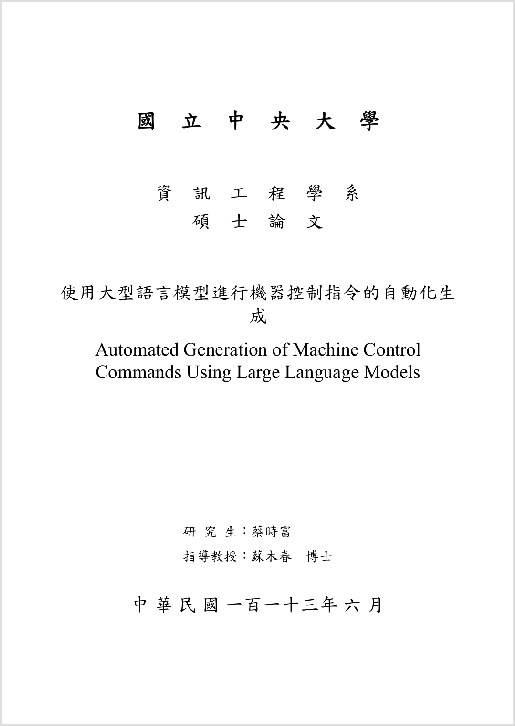 國立中央大學
資訊工程學系
碩士論文
使用大型語言模型進行機器控制指令的自動化生
成
Automated Generation of Machine Control
Commands Using Large Language Models
研 究 生：蔡時富
指導教授：蘇木春 博士
中華民國一百一十三年六月